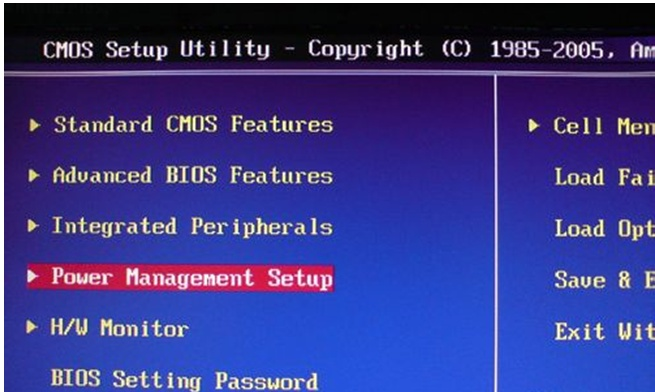 CMOS Setup Utility - Copyright (C) 1985-2005, Am
Standard CMOS Features
Advanced BIOS Features
Integrated Peripherals
Power Management Setup
H/W Monitor
BIOS Setting Password
Cell Men
Load Fai
Load Opt
Save & E
Exit Wit